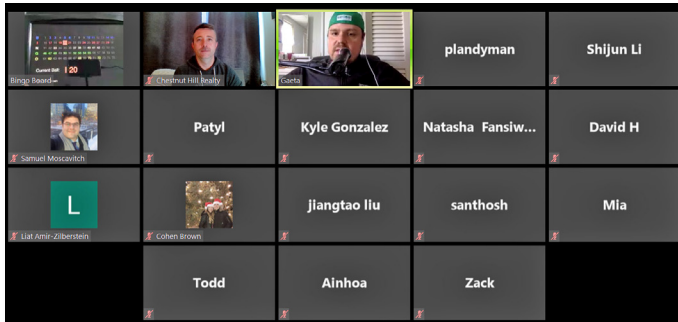 Current Ball: I 20
Bingo Board
Chestnut Hill Realty
Gaeta
plandyman
Shijun Li
Samuel Moscavitch
Patyl
Kyle Gonzalez
Natasha Fansiw...
David H
L
Liat Amir-Zilberstein
Cohen Brown
jiangtao liu
santhosh
Mia
Todd
Ainhoa
Zack